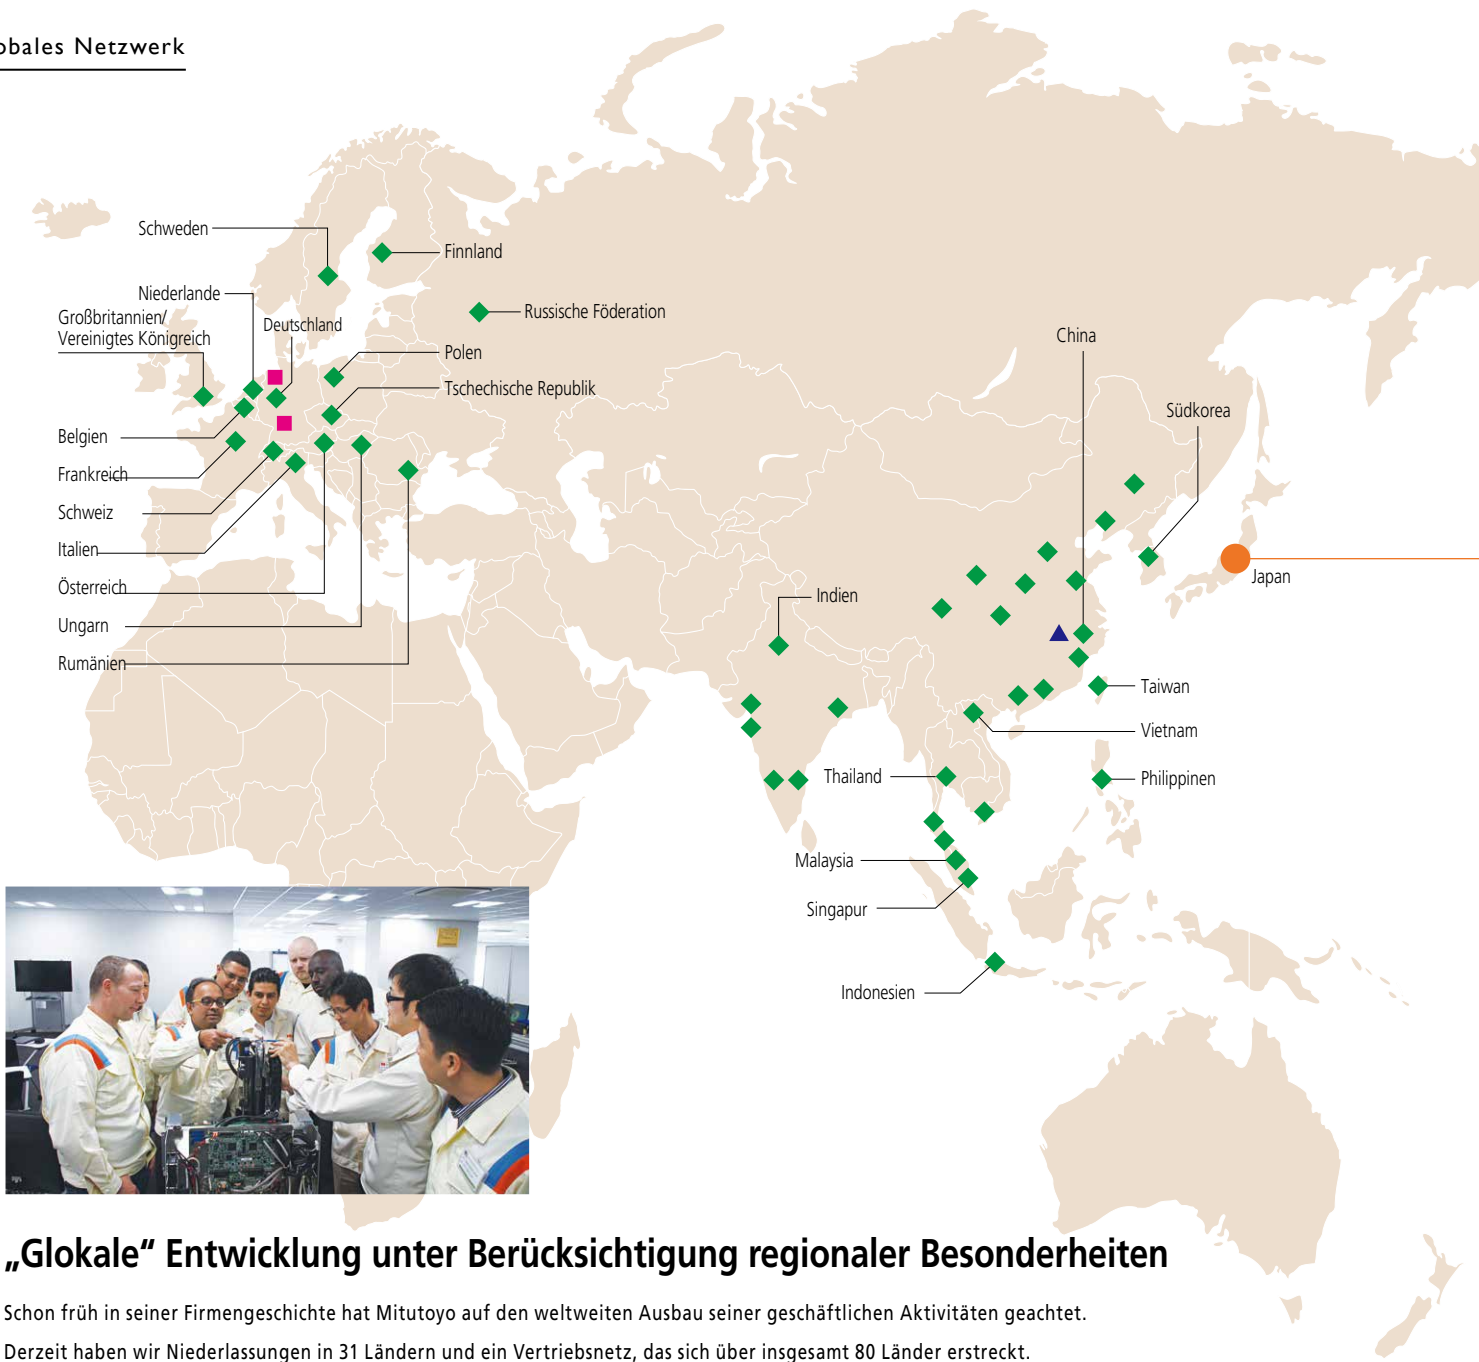 obales Netzwerk
Schweden
Finnland
Niederlande
Russische Föderation
Großbritannien/
Vereinigtes Königreich
Deutschland
China
Polen
Tschechische Republik
Südkorea
Belgien
Frankreich
Schweiz
Italien
Japan
Österreich
Indien
Ungarn
Rumänien
Taiwan
Vietnam
Thailand
Philippinen
Malaysia
Singapur
Indonesien
„Glokale“ Entwicklung unter Berücksichtigung regionaler Besonderheiten
Schon früh in seiner Firmengeschichte hat Mitutoyo auf den weltweiten Ausbau seiner geschäftlichen Aktivitäten geachtet.
Derzeit haben wir Niederlassungen in 31 Ländern und ein Vertriebsnetz, das sich über insgesamt 80 Länder erstreckt.